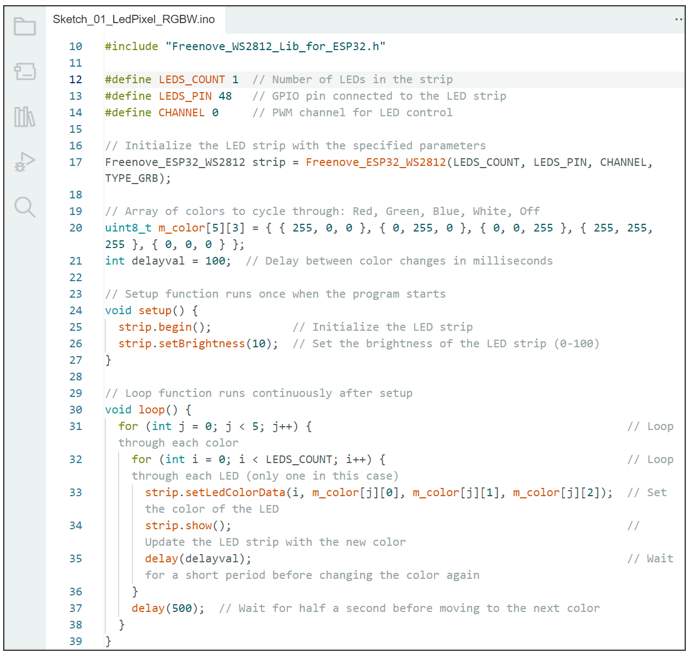 Sketch_01_LedPixel_RGBW.ino
..
10 #include "Freenove_WS2812_Lib_for_ESP32.h"
11
12 #define LEDS_COUNT 1  // Number of LEDs in the strip
13 #define LEDS_PIN 48   // GPIO pin connected to the LED strip
14 #define CHANNEL 0     // PWM channel for LED control
15
16 // Initialize the LED strip with the specified parameters
17 Freenove_ESP32_WS2812 strip = Freenove_ESP32_WS2812(LEDS_COUNT, LEDS_PIN, CHANNEL,
TYPE_GRB);
18
19 // Array of colors to cycle through: Red, Green, Blue, White, Off
20 uint8_t m_color[5][3] = { { 255, 0, 0 }, { 0, 255, 0 }, { 0, 0, 255 }, { 255, 255,
255 }, { 0, 0, 0 } };
21 int delayval = 100;  // Delay between color changes in milliseconds
22
23 // Setup function runs once when the program starts
24 void setup() {
25   strip.begin();            // Initialize the LED strip
26   strip.setBrightness(10);  // Set the brightness of the LED strip (0-100)
27 }
28
29 // Loop function runs continuously after setup
30 void loop() {
31   for (int j = 0; j < 5; j++) {                                               // Loop
through each color
32     for (int i = 0; i < LEDS_COUNT; i++) {                                    // Loop
through each LED (only one in this case)
33       strip.setLedColorData(i, m_color[j][0], m_color[j][1], m_color[j][2]);  // Set
the color of the LED
34       strip.show();                                                           //
Update the LED strip with the new color
35       delay(delayval);                                                        // Wait
for a short period before changing the color again
36     }
37     delay(500);  // Wait for half a second before moving to the next color
38   }
39 }